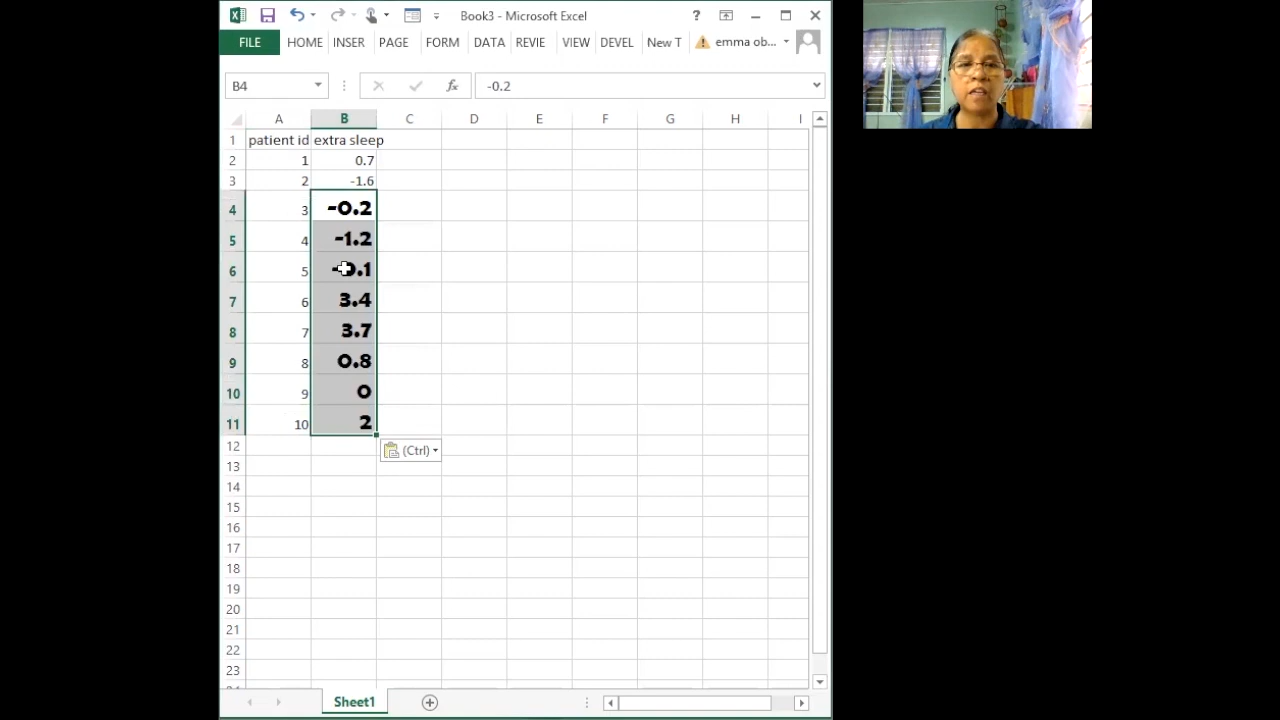 Book3 - Microsoft Excel
?
FILE HOME INSER PAGE FORM DATA REVIE VIEW DEVEL New T emma ob...
B4 fx -0.2
A B C D E F G H I
1 patient id extra sleep
2 1 0.7
3 2 -1.6
4 3 -0.2
5 4 -1.2
6 5 -0.1
7 6 3.4
8 7 3.7
9 8 0.8
10 9 0
11 10 2
12 (Ctrl)
13
14
15
16
17
18
19
20
21
22
23
Sheet1